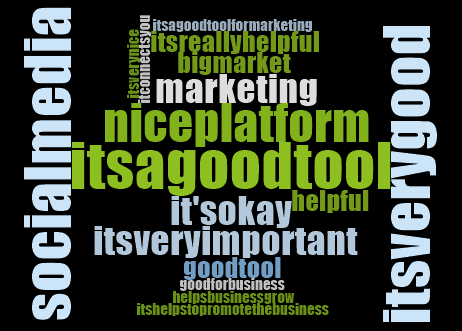 socialmedia
itsverynice
itconnectsyou
itsagoodtoolformarketing
itsreallyhelpful
bigmarket
marketing
niceplatform
itsagoodtool
helpful
it'sokay
itsveryimportant
goodtool
goodforbusiness
helpsbusinessgrow
itshelpstopromotethebusiness
itsverygood